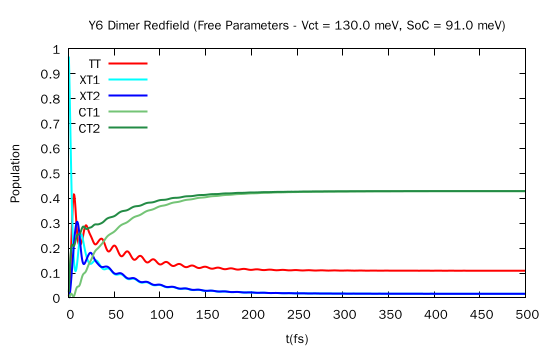 Y6 Dimer Redfield (Free Parameters - Vct = 130.0 meV, SoC = 91.0 meV)
1
0.9
0.8
0.7
0.6
0.5
0.4
0.3
0.2
0.1
0
Population
TT
XT1
XT2
CT1
CT2
0 50 100 150 200 250 300 350 400 450 500
t(fs)